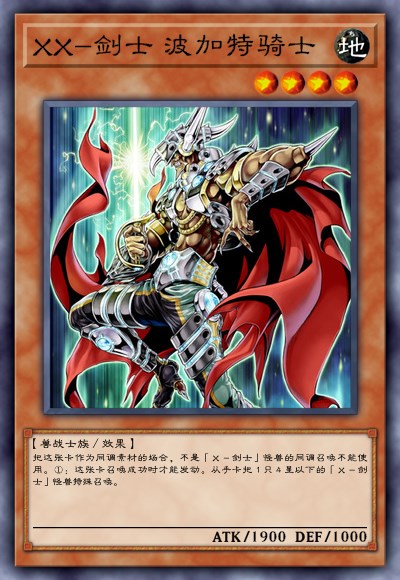 XX-剑士 波加特骑士
地
【兽战士族／效果】
把这张卡作为同调素材的场合，不是「X－剑士」怪兽的同调召唤不能使
用。①：这张卡召唤成功时才能发动。从手卡把1只4星以下的「X－剑
士」怪兽特殊召唤。
ATK/1900 DEF/1000